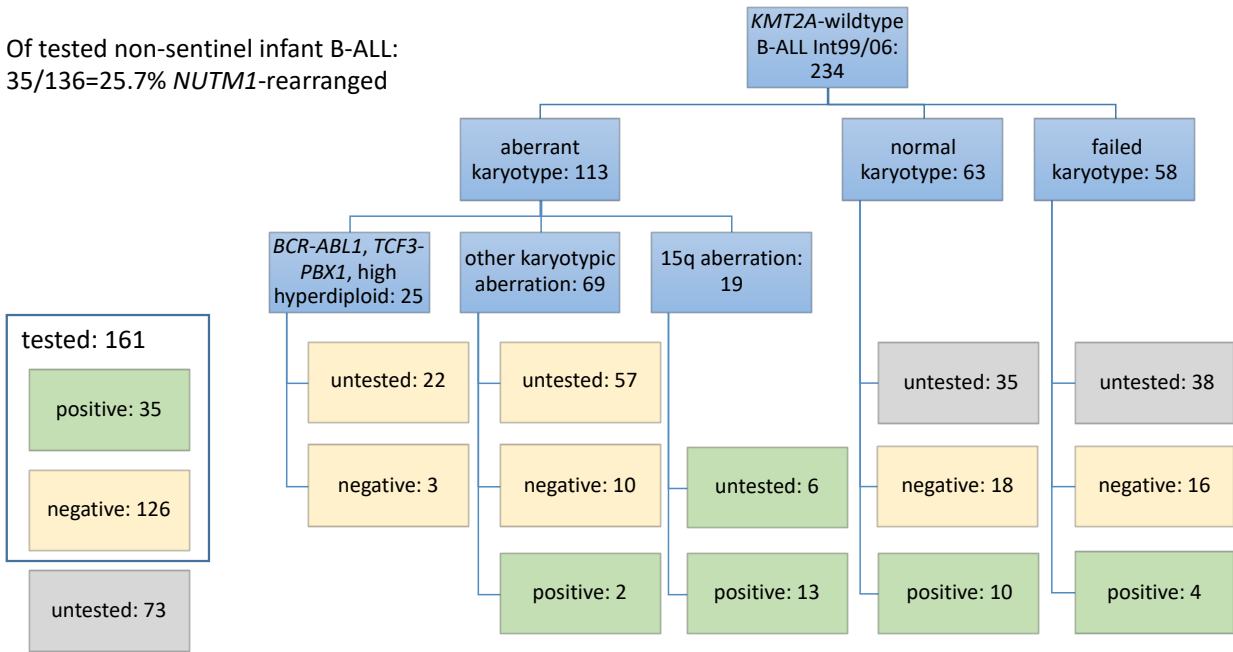 Of tested non-sentinel infant B-ALL:
35/136=25.7% NUTM1-rearranged
KMT2A-wildtype
B-ALL Int99/06:
234
aberrant
karyotype: 113
normal
karyotype: 63
failed
karyotype: 58
BCR-ABL1, TCF3-
PBX1, high
hyperdiploid: 25
other karyotypic
aberration: 69
15q aberration:
19
tested: 161
positive: 35
negative: 126
untested: 73
untested: 22
untested: 57
untested: 35
untested: 38
negative: 3
negative: 10
untested: 6
negative: 18
negative: 16
positive: 2
positive: 13
positive: 10
positive: 4